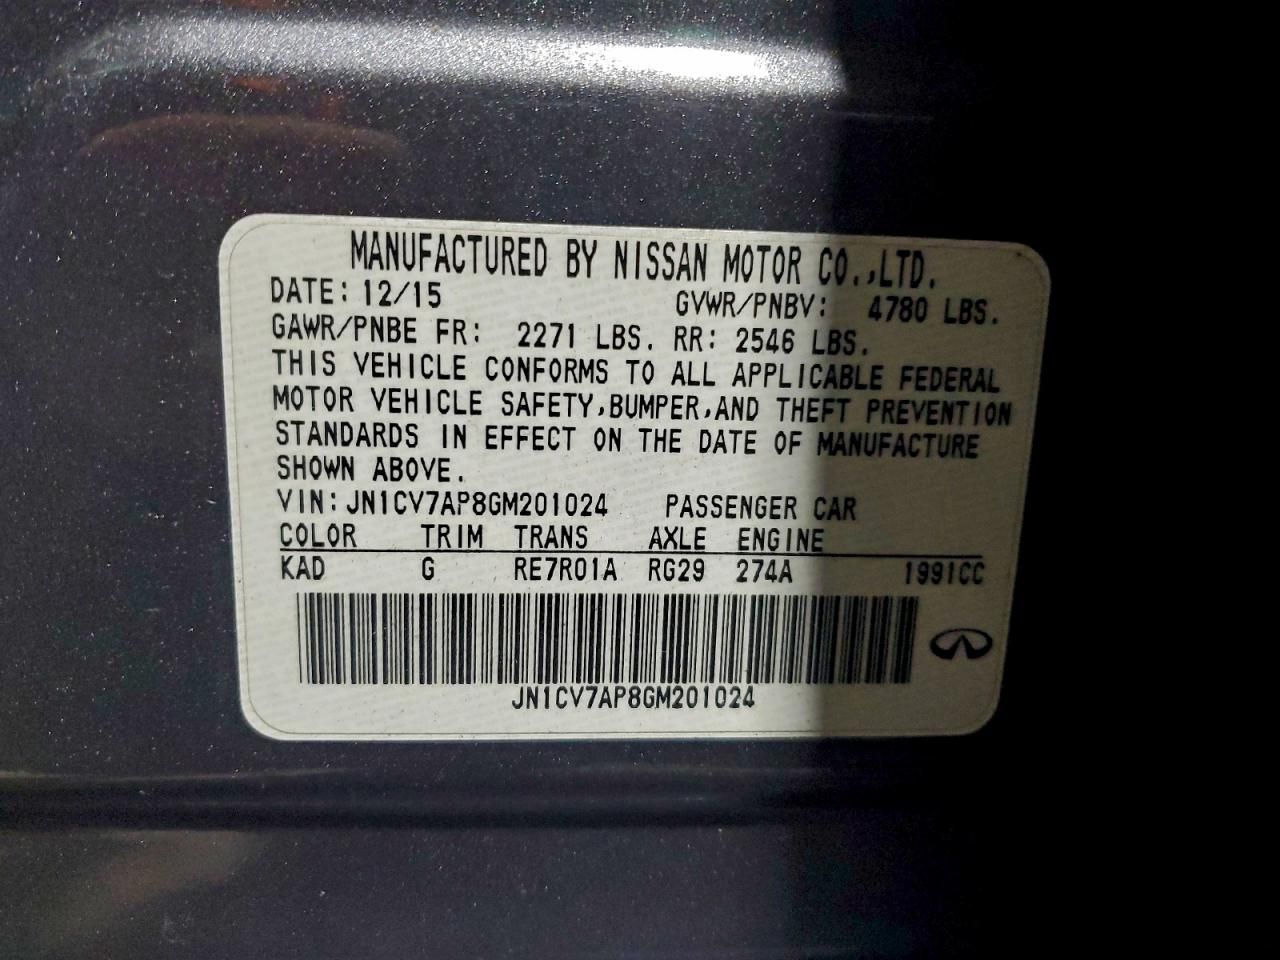 MANUFACTURED BY NISSAN MOTOR CO.,LTD.
DATE: 12/15 GVWR/PNBV: 4780 LBS.
GAWR/PNBE FR: 2271 LBS. RR: 2546 LBS.
THIS VEHICLE CONFORMS TO ALL APPLICABLE FEDERAL
MOTOR VEHICLE SAFETY,BUMPER,AND THEFT PREVENTION
STANDARDS IN EFFECT ON THE DATE OF MANUFACTURE
SHOWN ABOVE.
VIN:JN1CV7AP8GM201024 PASSENGER CAR
COLOR TRIM TRANS AXLE ENGINE
KAD G RE7R01A RG29 274A 1991CC
JN1CV7AP8GM201024